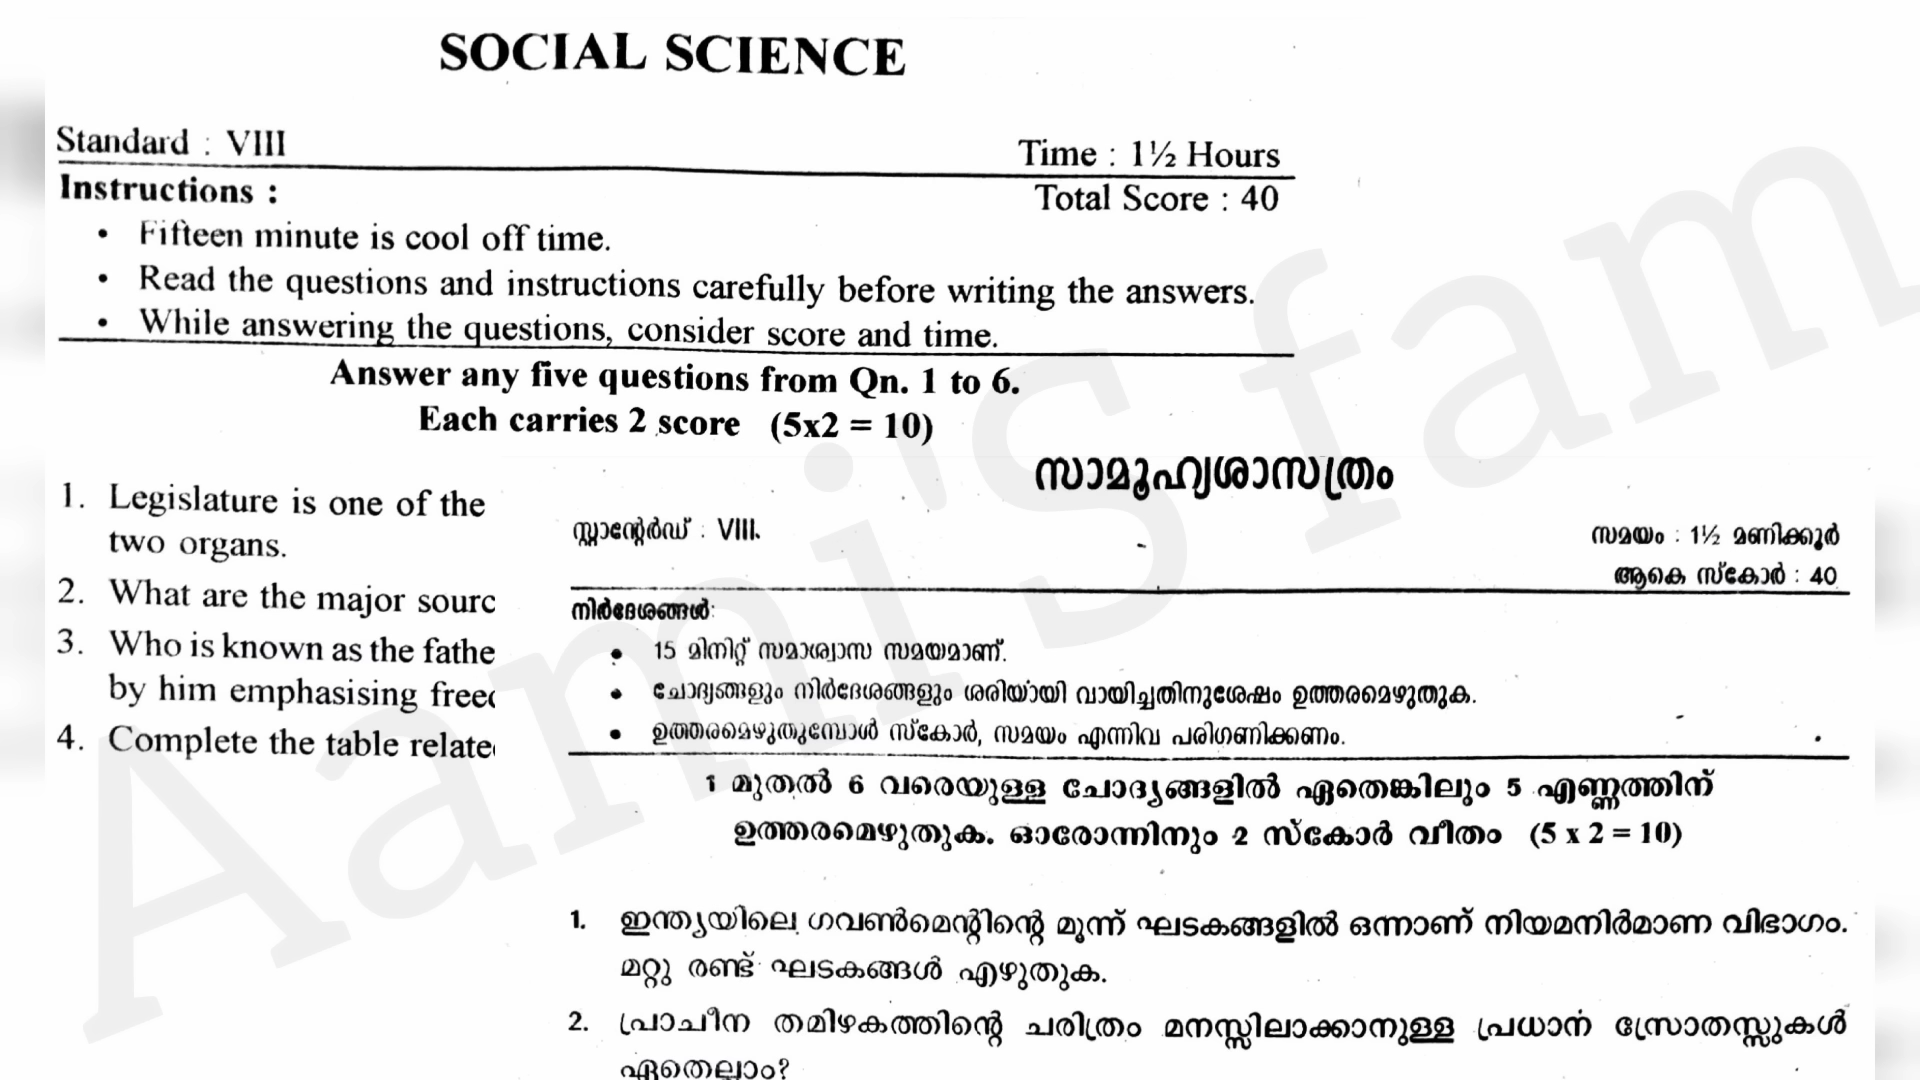 SOCIAL SCIENCE
Standard : VIII
Time : 1½ Hours
Instructions :
Total Score : 40
• Fifteen minute is cool off time.
• Read the questions and instructions carefully before writing the answers.
• While answering the questions, consider score and time.
Answer any five questions from Qn. 1 to 6.
Each carries 2 score (5x2 = 10)
1. Legislature is one of the
two organs.
2. What are the major sourc
3. Who is known as the fathe
by him emphasising freed
4. Complete the table relate
സാമൂഹ്യശാസ്ത്രം
സ്റ്റാന്റേർഡ് : VIII.
സമയം : 1½ മണിക്കൂർ
ആകെ സ്കോർ : 40
നിർദേശങ്ങൾ:
• 15 മിനിറ്റ് സമാശ്വാസ സമയമാണ്.
• ചോദ്യങ്ങളും നിർദേശങ്ങളും ശരിയായി വായിച്ചതിനുശേഷം ഉത്തരമെഴുതുക.
• ഉത്തരമെഴുതുമ്പോൾ സ്കോർ, സമയം എന്നിവ പരിഗണിക്കണം.
1 മുതൽ 6 വരെയുള്ള ചോദ്യങ്ങളിൽ ഏതെങ്കിലും 5 എണ്ണത്തിന്
ഉത്തരമെഴുതുക. ഓരോന്നിനും 2 സ്കോർ വീതം (5 x 2 = 10)
1. ഇന്ത്യയിലെ ഗവൺമെന്റിന്റെ മൂന്ന് ഘടകങ്ങളിൽ ഒന്നാണ് നിയമനിർമാണ വിഭാഗം.
മറ്റു രണ്ട് ഘടകങ്ങൾ എഴുതുക.
2. പ്രാചീന തമിഴകത്തിന്റെ ചരിത്രം മനസ്സിലാക്കാനുള്ള പ്രധാന സ്രോതസ്സുകൾ
ഏതെല്ലാം?
Aami'S fam